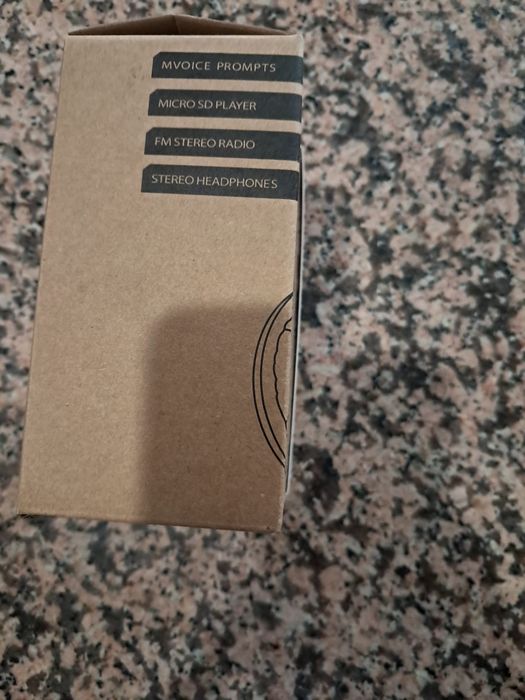 MVOICE PROMPTS
MICRO SD PLAYER
FM STEREO RADIO
STEREO HEADPHONES